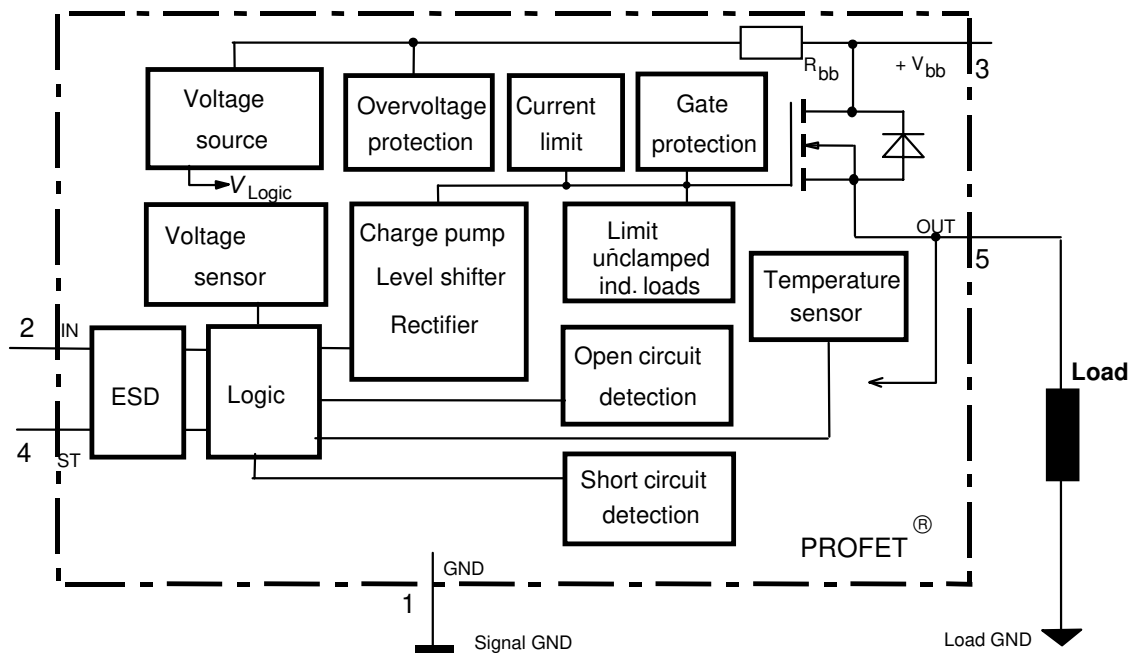 R bb
+ V bb
3
Voltage
source
Overvoltage
protection
Current
limit
Gate
protection
V Logic
Voltage
sensor
Charge pump
Level shifter
Rectifier
Limit
unclamped
ind. loads
OUT
5
Temperature
sensor
2
IN
ESD
Logic
Open circuit
detection
Load
4
ST
Short circuit
detection
PROFET ®
GND
1
Signal GND
Load GND